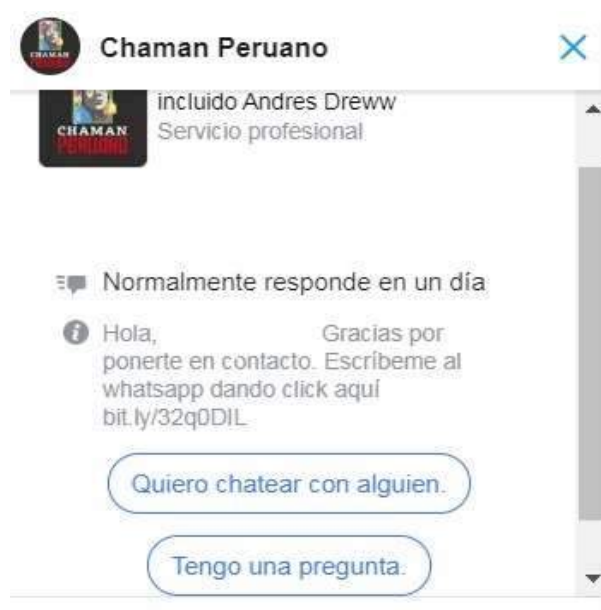 Chaman Peruano
incluido Andres Dreww
CHAMAN
PERUANO
Servicio profesional
Normalmente responde en un día
Hola, Gracias por
ponerte en contacto. Escríbeme al
whatsapp dando click aquí
bit.ly/32q0DIL
Quiero chatear con alguien.
Tengo una pregunta.